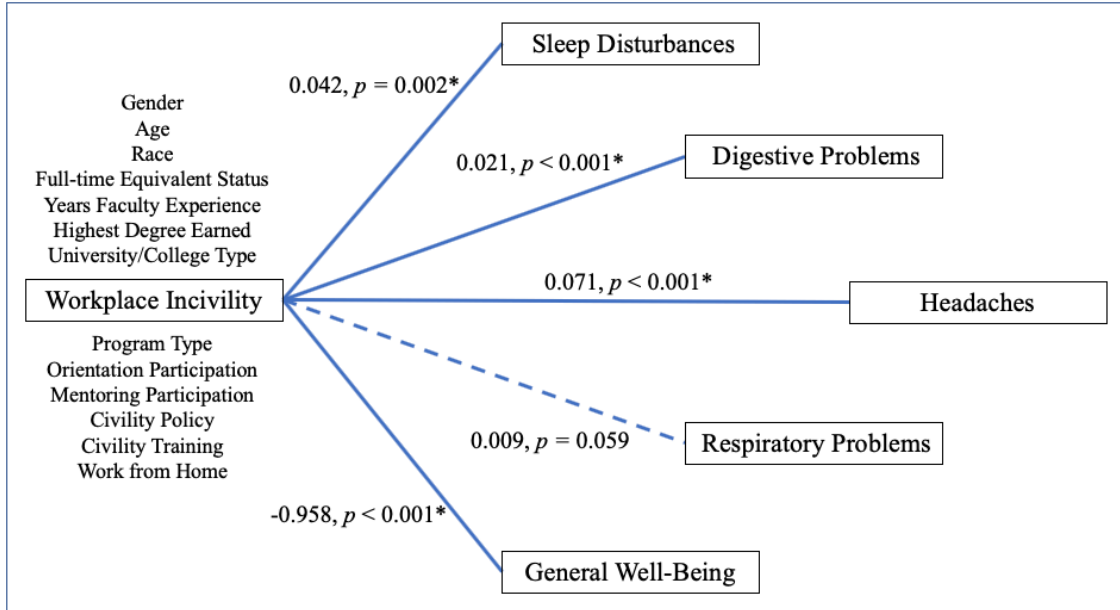 Sleep Disturbances
0.042, p = 0.002*
Gender
Age
Race
Full-time Equivalent Status
Years Faculty Experience
Highest Degree Earned
University/College Type
0.021, p < 0.001*
Digestive Problems
Workplace Incivility
0.071, p < 0.001*
Headaches
Program Type
Orientation Participation
Mentoring Participation
Civility Policy
Civility Training
Work from Home
0.009, p = 0.059
Respiratory Problems
-0.958, p < 0.001*
General Well-Being